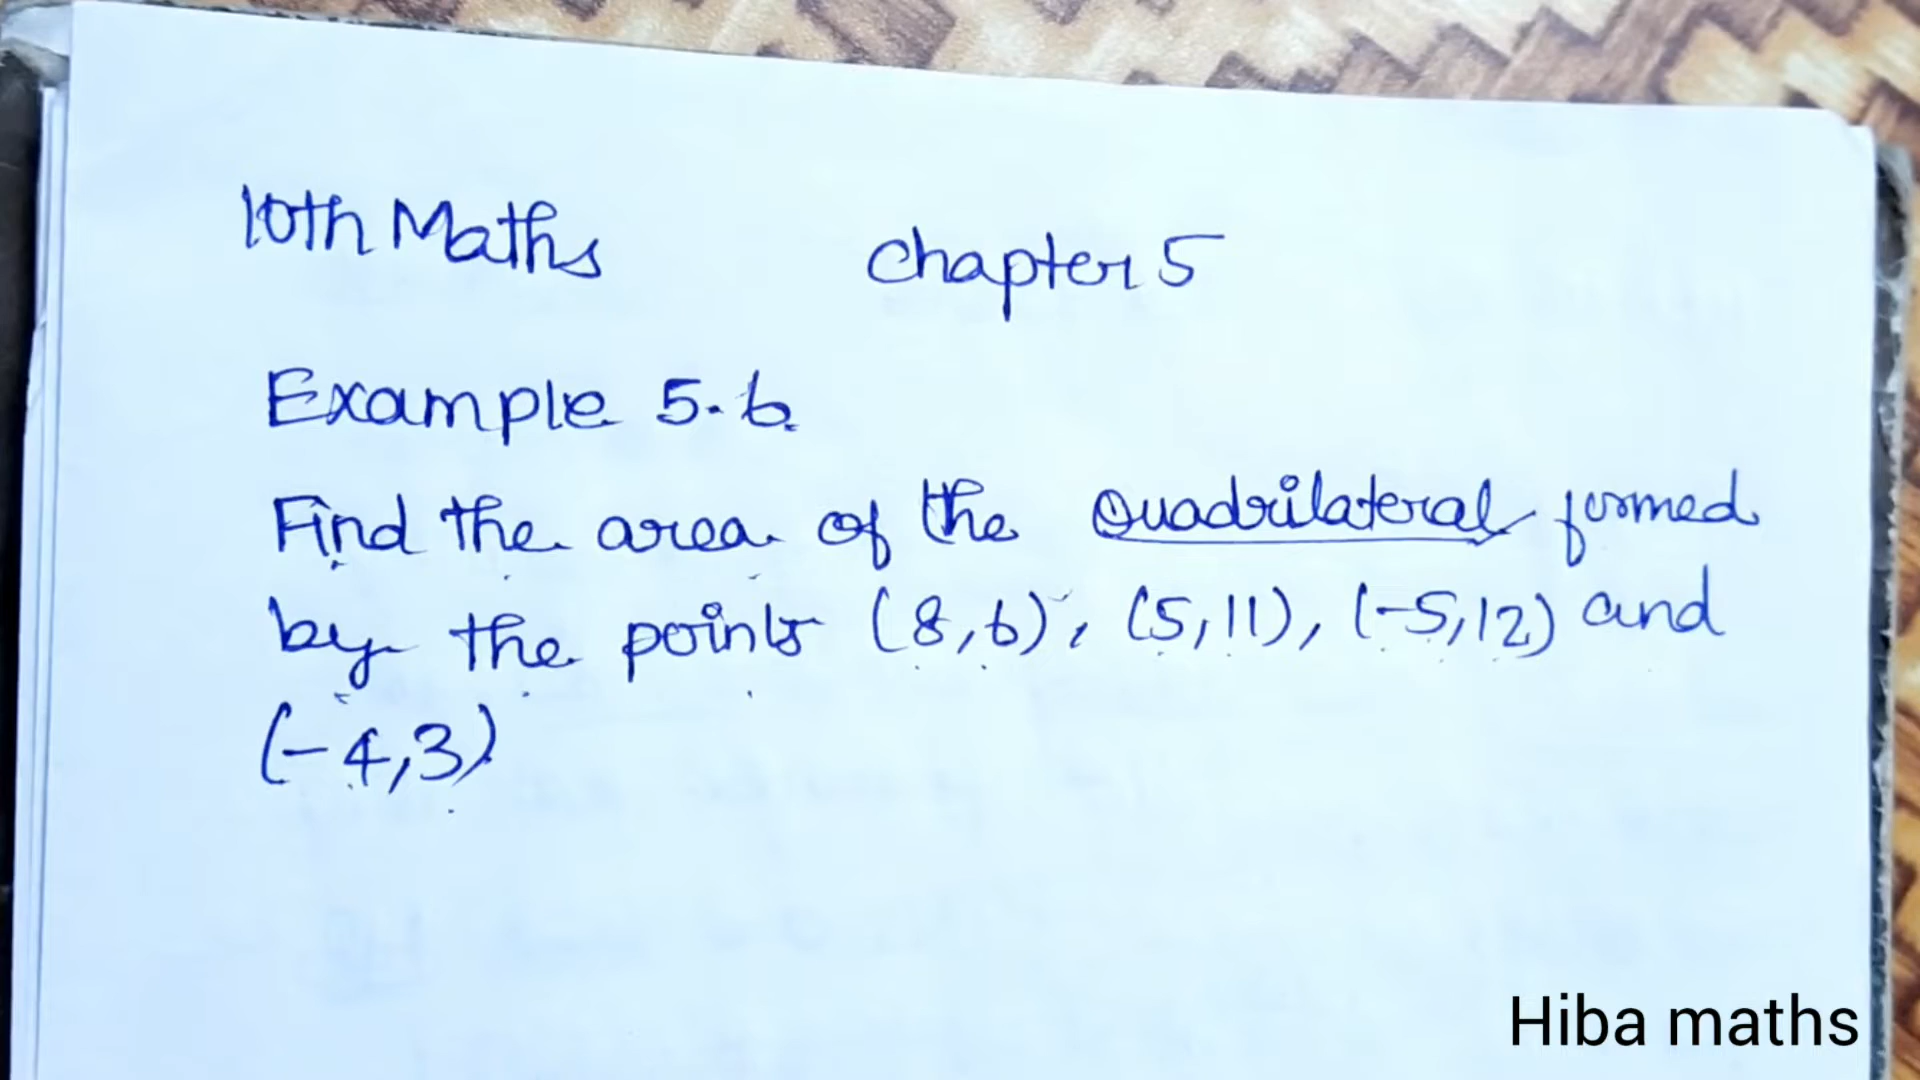 10th Maths chapter 5
Example 5.6.
Find the area of the quadrilateral formed
by the points (8,6), (5,11), (-5,12) and
(-4,3)
Hiba maths